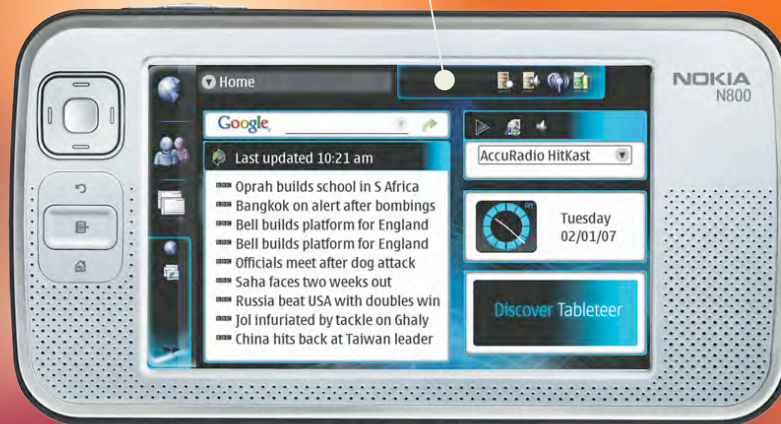 Home
NOKIA
N800
Google
Last updated 10:21 am
Oprah builds school in S Africa
Bangkok on alert after bombings
Bell builds platform for England
Bell builds platform for England
Officials meet after dog attack
Saha faces two weeks out
Russia beat USA with doubles win
Jol infuriated by tackle on Ghaly
China hits back at Taiwan leader
AccuRadio HitKast
Tuesday
02/01/07
Discover Tableteer